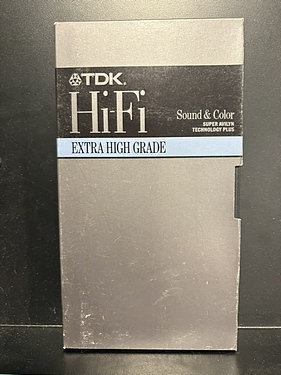 TDK.
HiFi
Sound & Color
SUPER AVILYN
TECHNOLOGY PLUS
EXTRA HIGH GRADE